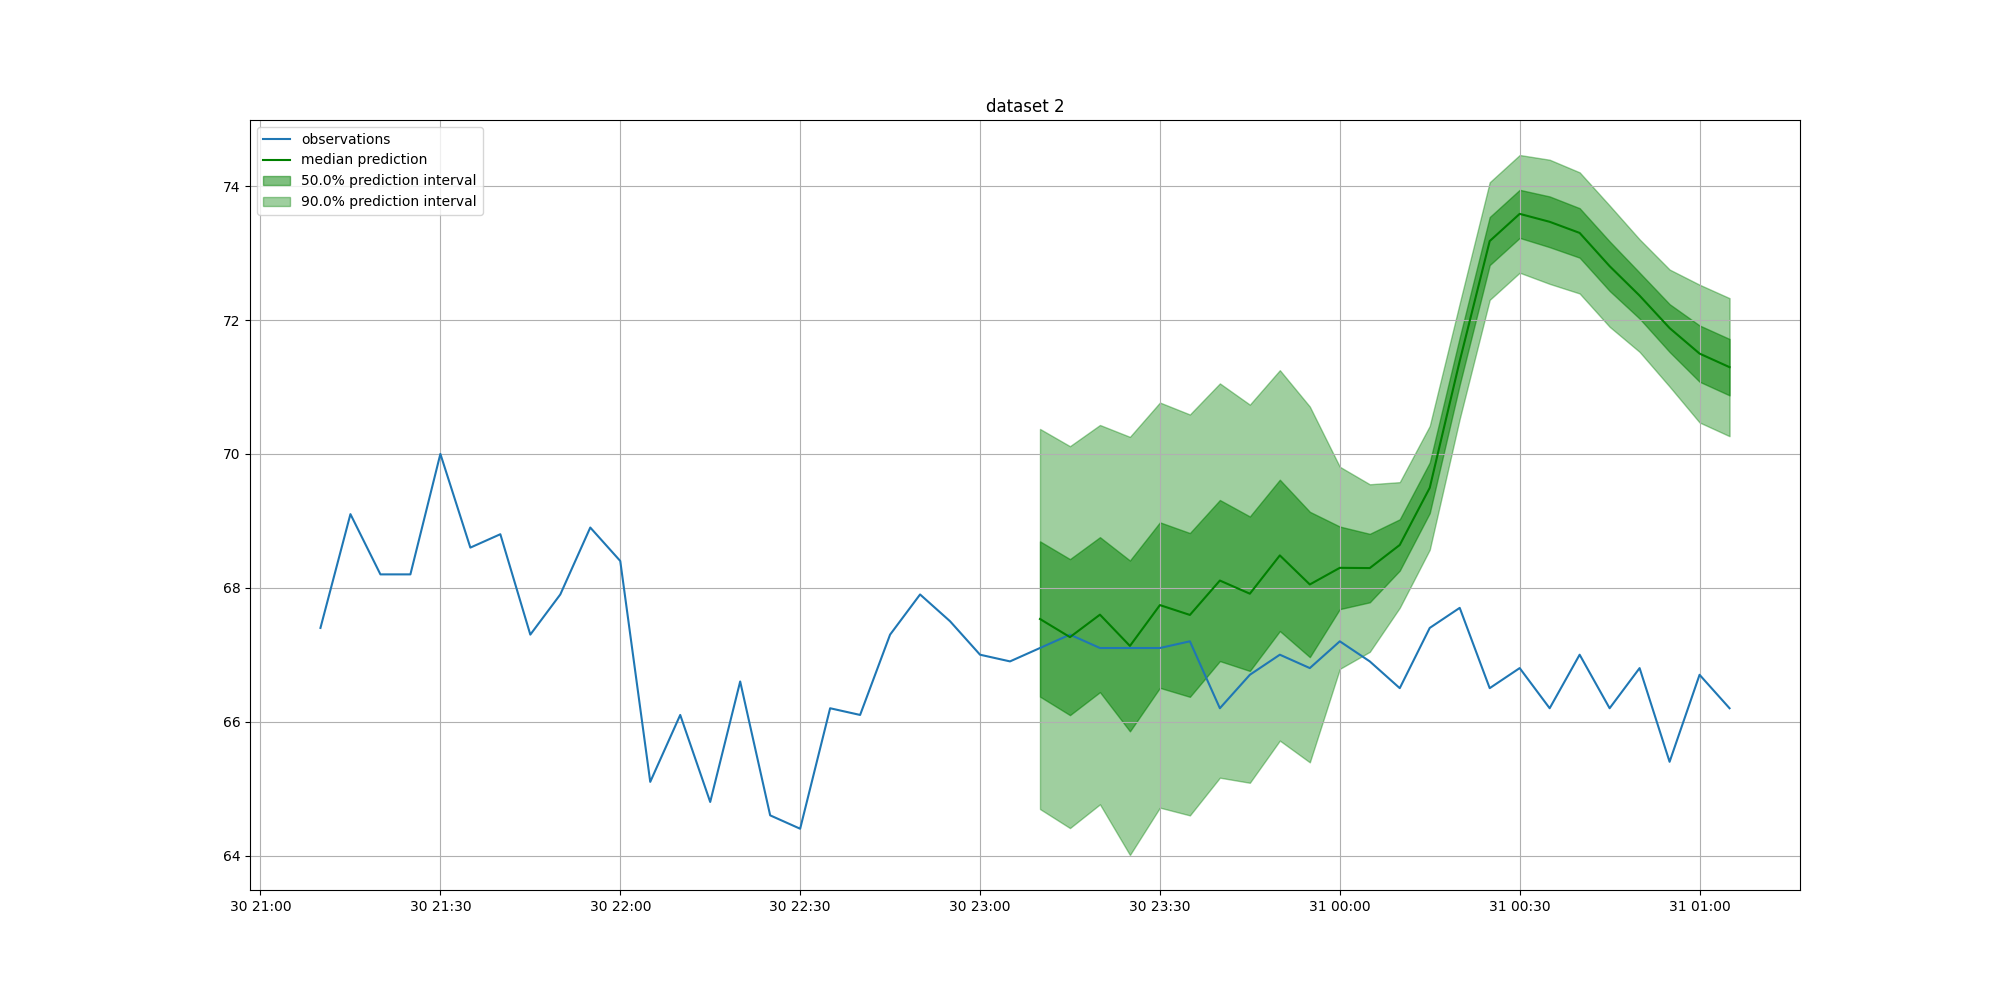 dataset 2
observations
median prediction
50.0% prediction interval
90.0% prediction interval
74
72
70
68
66
64
30 21:00 30 21:30 30 22:00 30 22:30 30 23:00 30 23:30 31 00:00 31 00:30 31 01:00